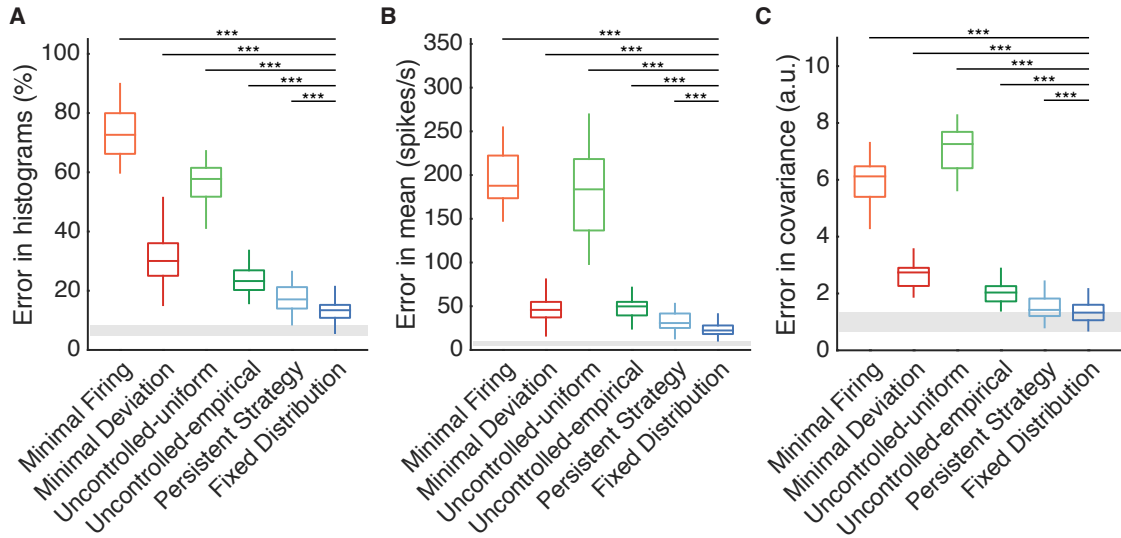 A
Error in histograms (%)
100
80
60
40
20
0
***
***
***
***
***
Minimal Firing
Minimal Deviation
Uncontrolled-uniform
Uncontrolled-empirical
Persistent Strategy
Fixed Distribution
B
Error in mean (spikes/s)
350
300
250
200
150
100
50
0
***
***
***
***
***
Minimal Firing
Minimal Deviation
Uncontrolled-uniform
Uncontrolled-empirical
Persistent Strategy
Fixed Distribution
C
Error in covariance (a.u.)
10
8
6
4
2
0
***
***
***
***
***
Minimal Firing
Minimal Deviation
Uncontrolled-uniform
Uncontrolled-empirical
Persistent Strategy
Fixed Distribution